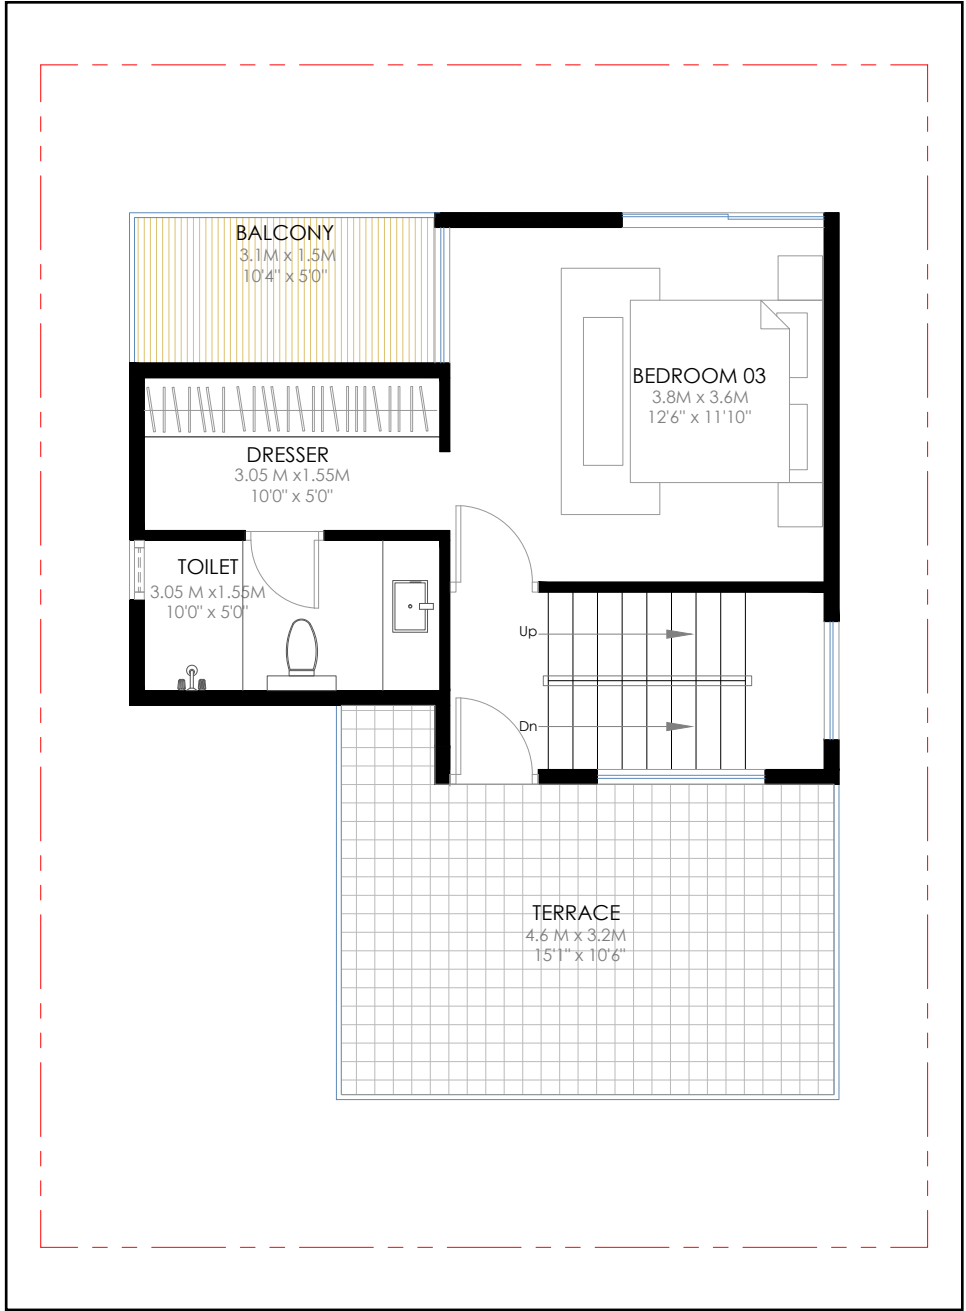 BALCONY
3.1M x 1.5M
10'4" x 5'0"
BEDROOM 03
3.8M x 3.6M
12'6" x 11'10"
DRESSER
3.05 M x1.55M
10'0" x 5'0"
TOILET
3.05 M x1.55M
10'0" x 5'0"
Up
Dn
TERRACE
4.6 M x 3.2M
15'1" x 10'6"